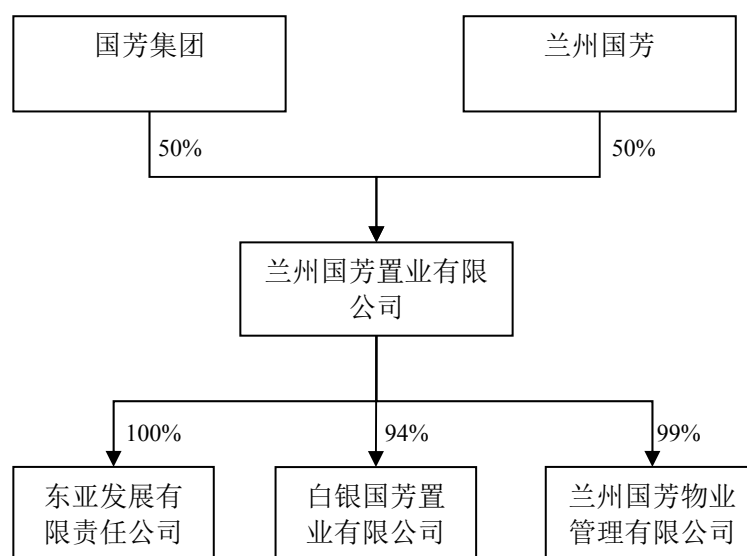 国芳集团
兰州国芳
50%
50%
兰州国芳置业有限
公司
100%
94%
99%
东亚发展有
限责任公司
白银国芳置
业有限公司
兰州国芳物业
管理有限公司